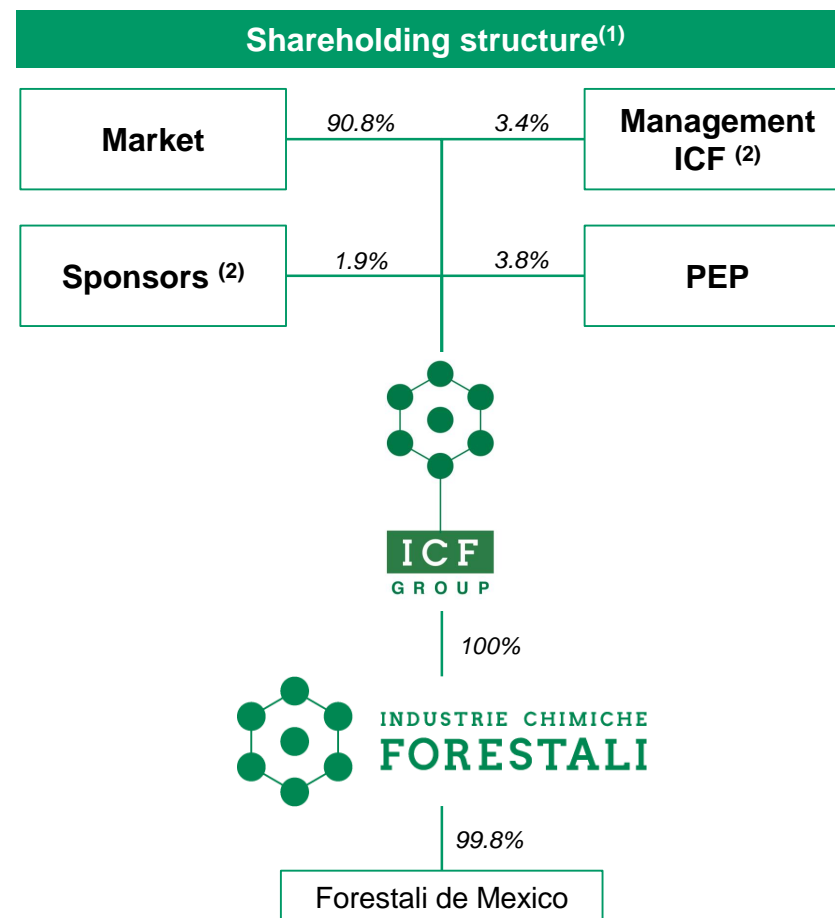 Shareholding structure(1)
Market
90.8%
3.4%
Management
ICF (2)
Sponsors (2)
1.9%
3.8%
PEP
ICF
GROUP
100%
INDUSTRIE CHIMICHE
FORESTALI
99.8%
Forestali de Mexico